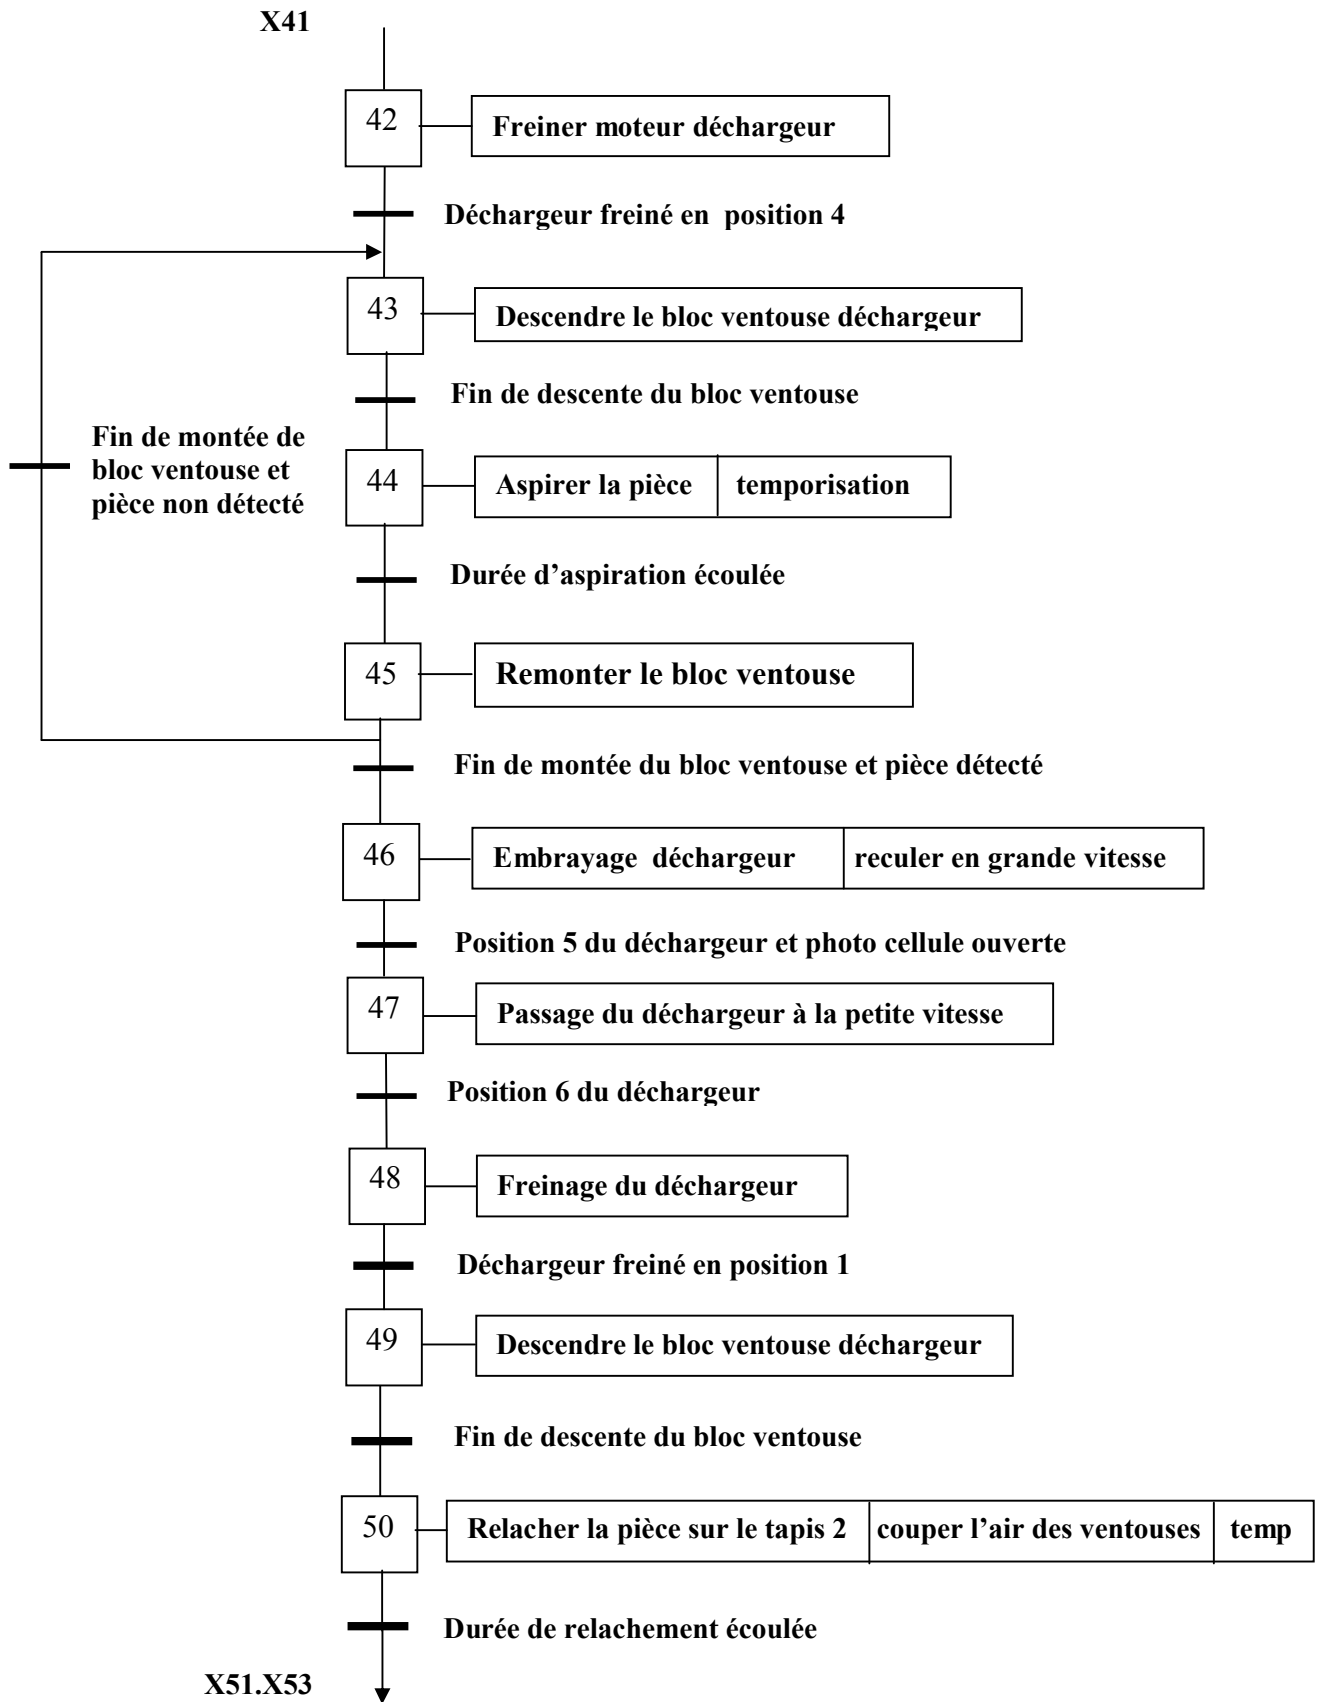 X41
42
Freiner moteur déchargeur
Déchargeur freiné en position 4
43
Descendre le bloc ventouse déchargeur
Fin de descente du bloc ventouse
Fin de montée de
bloc ventouse et
pièce non détecté
44
Aspirer la pièce
temporisation
Durée d’aspiration écoulée
45
Remonter le bloc ventouse
Fin de montée du bloc ventouse et pièce détecté
46
Embrayage déchargeur
reculer en grande vitesse
Position 5 du déchargeur et photo cellule ouverte
47
Passage du déchargeur à la petite vitesse
Position 6 du déchargeur
48
Freinage du déchargeur
Déchargeur freiné en position 1
49
Descendre le bloc ventouse déchargeur
Fin de descente du bloc ventouse
50
Relacher la pièce sur le tapis 2
couper l’air des ventouses
temp
Durée de relachement écoulée
X51.X53